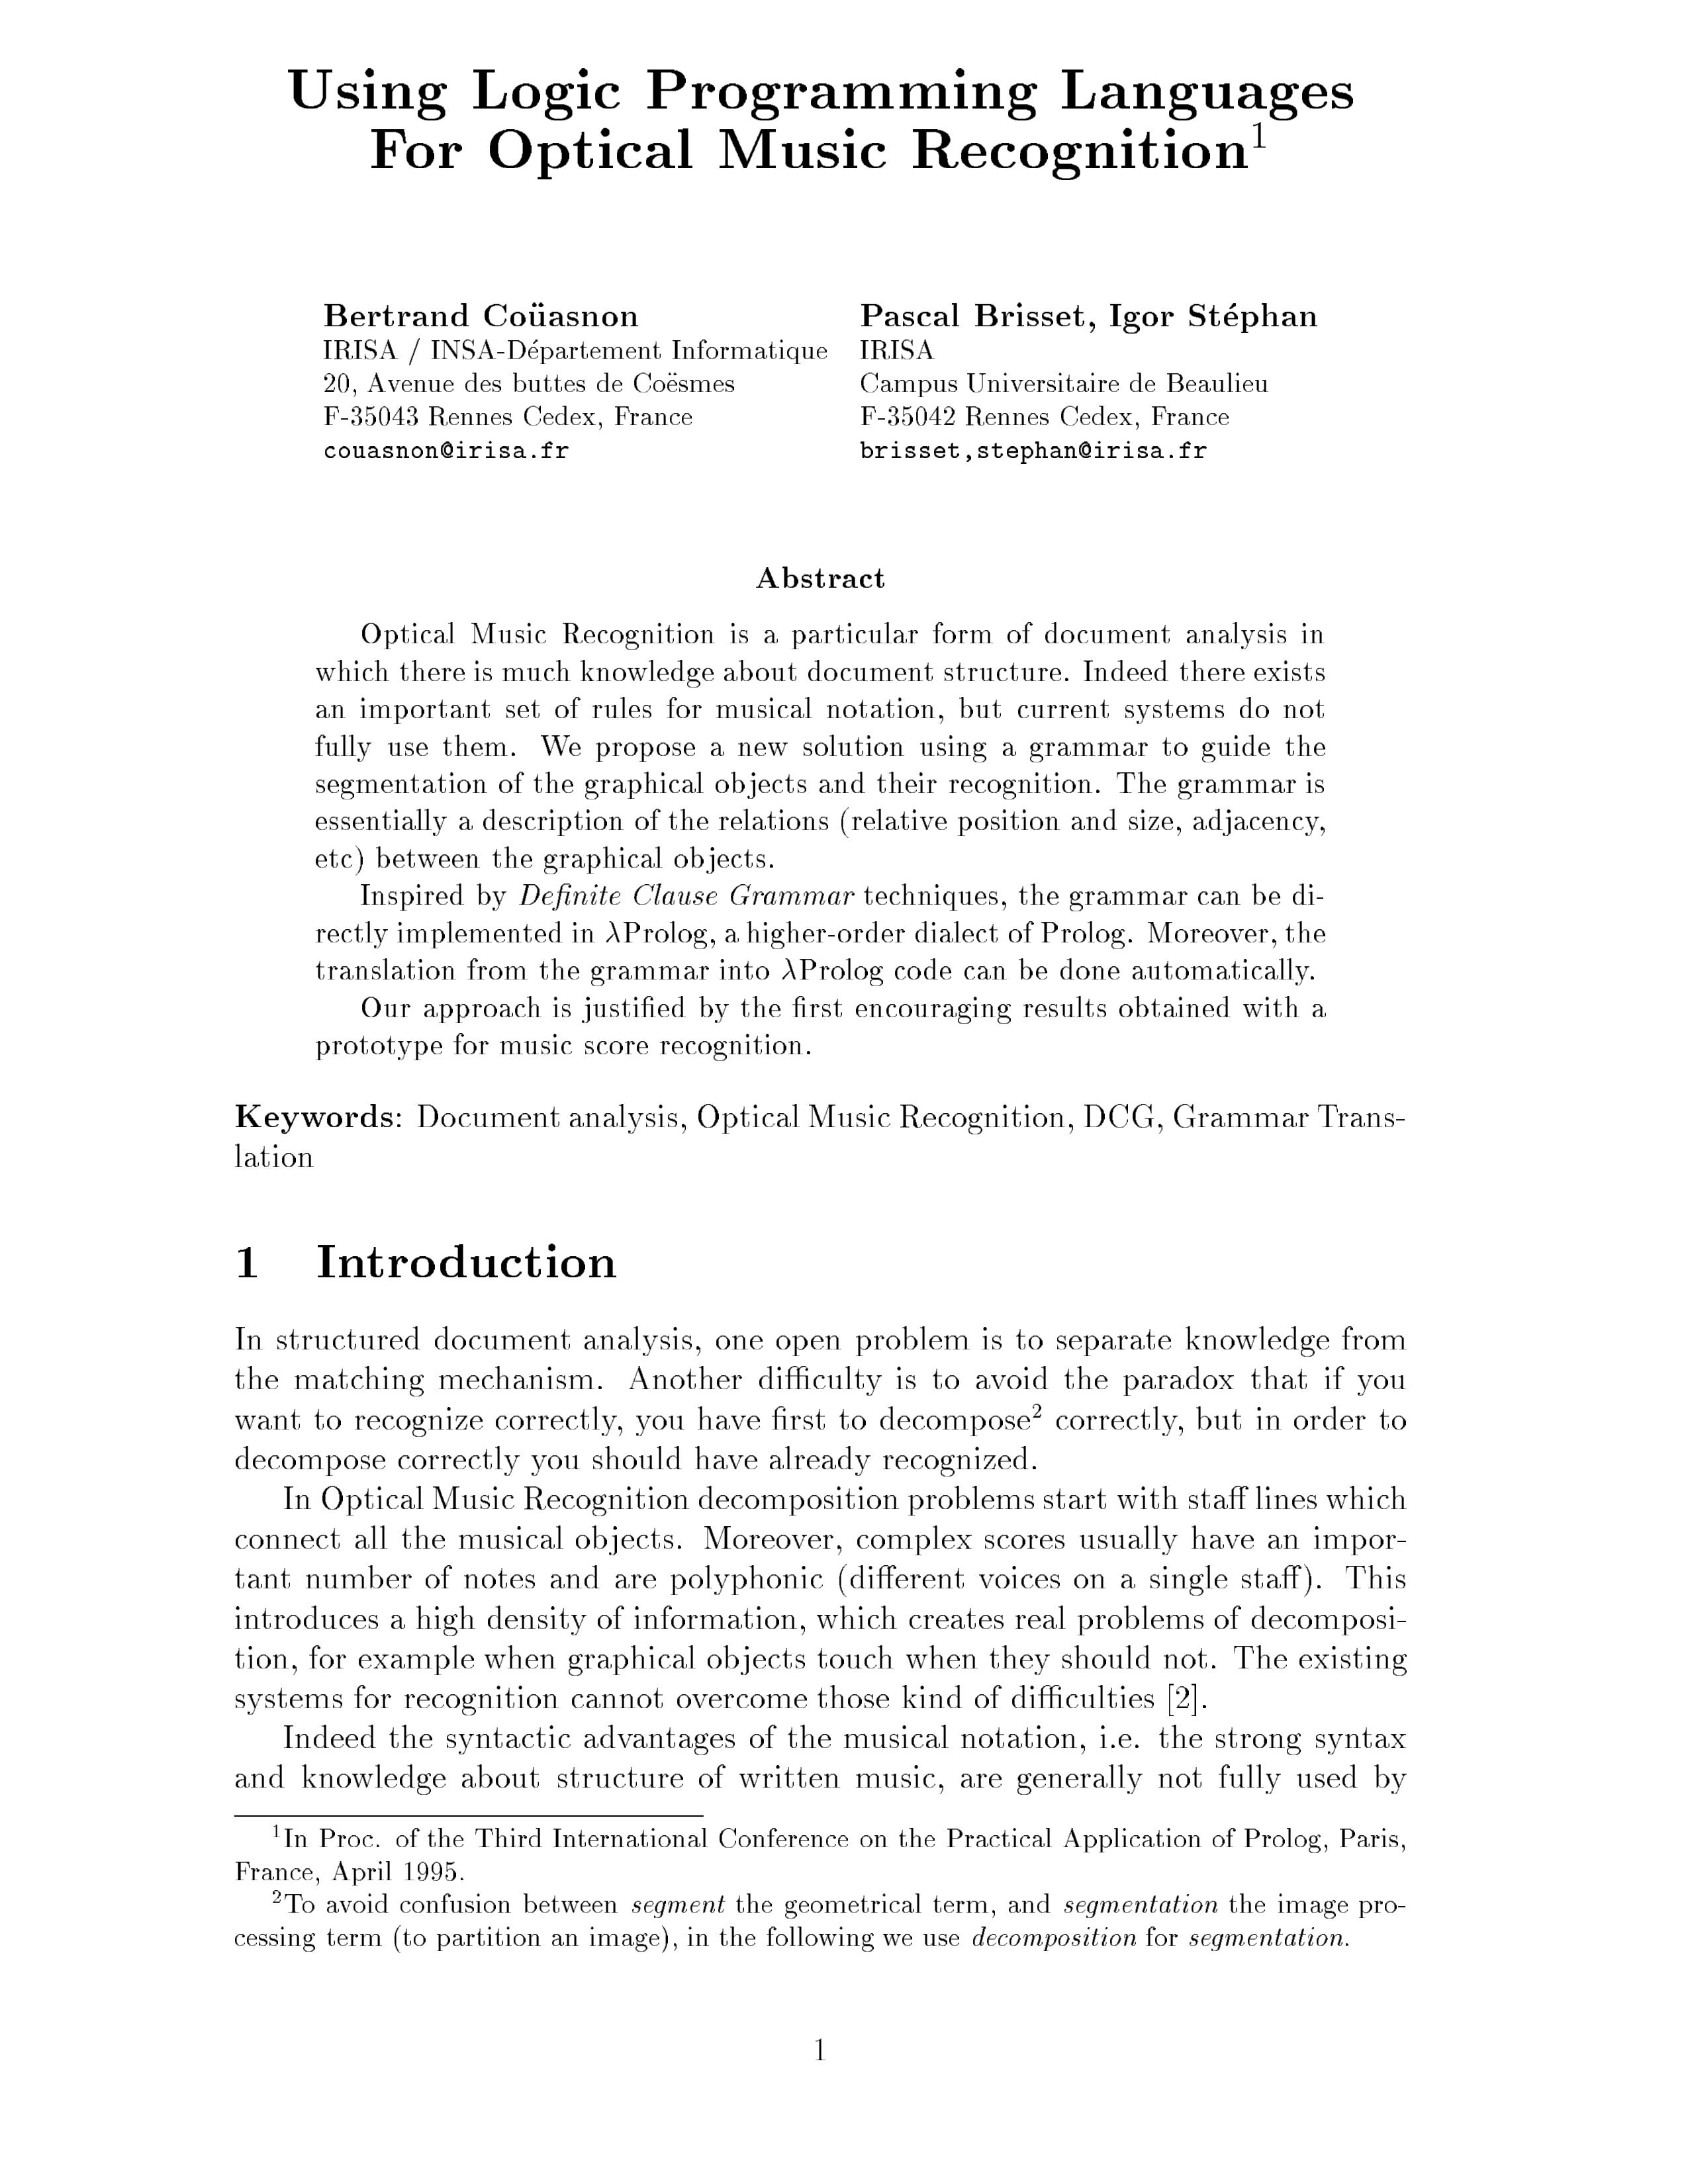 Using Logic Programming Languages
For Optical Music Recognition1
Bertrand Coüasnon
IRISA / INSA-Département Informatique
20, Avenue des buttes de Coësmes
F-35043 Rennes Cedex, France
couasnon@irisa.fr
Pascal Brisset, Igor Stéphan
IRISA
Campus Universitaire de Beaulieu
F-35042 Rennes Cedex, France
brisset,stephan@irisa.fr
Abstract
Optical Music Recognition is a particular form of document analysis in
which there is much knowledge about document structure. Indeed there exists
an important set of rules for musical notation, but current systems do not
fully use them. We propose a new solution using a grammar to guide the
segmentation of the graphical objects and their recognition. The grammar is
essentially a description of the relations (relative position and size, adjacency,
etc) between the graphical objects.
Inspired by Definite Clause Grammar techniques, the grammar can be di-
rectly implemented in λProlog, a higher-order dialect of Prolog. Moreover, the
translation from the grammar into λProlog code can be done automatically.
Our approach is justified by the first encouraging results obtained with a
prototype for music score recognition.
Keywords: Document analysis, Optical Music Recognition, DCG, Grammar Trans-
lation
1 Introduction
In structured document analysis, one open problem is to separate knowledge from
the matching mechanism. Another difficulty is to avoid the paradox that if you
want to recognize correctly, you have first to decompose2 correctly, but in order to
decompose correctly you should have already recognized.
In Optical Music Recognition decomposition problems start with staff lines which
connect all the musical objects. Moreover, complex scores usually have an impor-
tant number of notes and are polyphonic (different voices on a single staff). This
introduces a high density of information, which creates real problems of decomposi-
tion, for example when graphical objects touch when they should not. The existing
systems for recognition cannot overcome those kind of difficulties [2].
Indeed the syntactic advantages of the musical notation, i.e. the strong syntax
and knowledge about structure of written music, are generally not fully used by
1In Proc. of the Third International Conference on the Practical Application of Prolog, Paris,
France, April 1995.
2To avoid confusion between segment the geometrical term, and segmentation the image pro-
cessing term (to partition an image), in the following we use decomposition for segmentation.
1